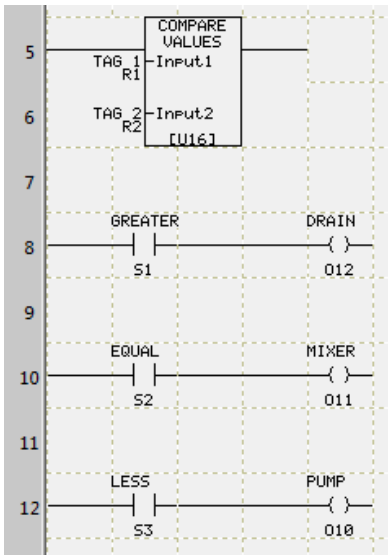 COMPARE
VALUES
5
TAG_1 Input1
R1
6
TAG_2 Input2
R2
[U16]
7
GREATER DRAIN
8
S1 O12
9
EQUAL MIXER
10
S2 O11
11
LESS PUMP
12
S3 O10